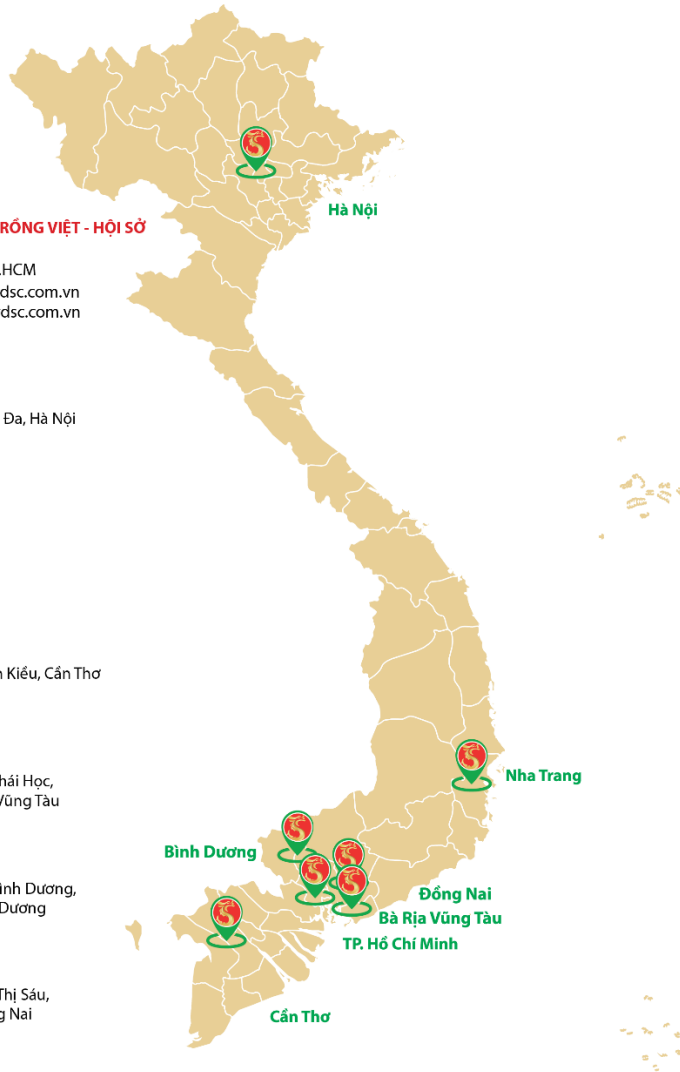 RỒNG VIỆT - HỘI SỞ
.HCM
dsc.com.vn
dsc.com.vn
Đa, Hà Nội
Kiều, Cần Thơ
hái Học,
Vũng Tàu
ình Dương,
Dương
Thị Sáu,
g Nai
Hà Nội
Nha Trang
Bình Dương
Đồng Nai
Bà Rịa Vũng Tàu
TP. Hồ Chí Minh
Cần Thơ